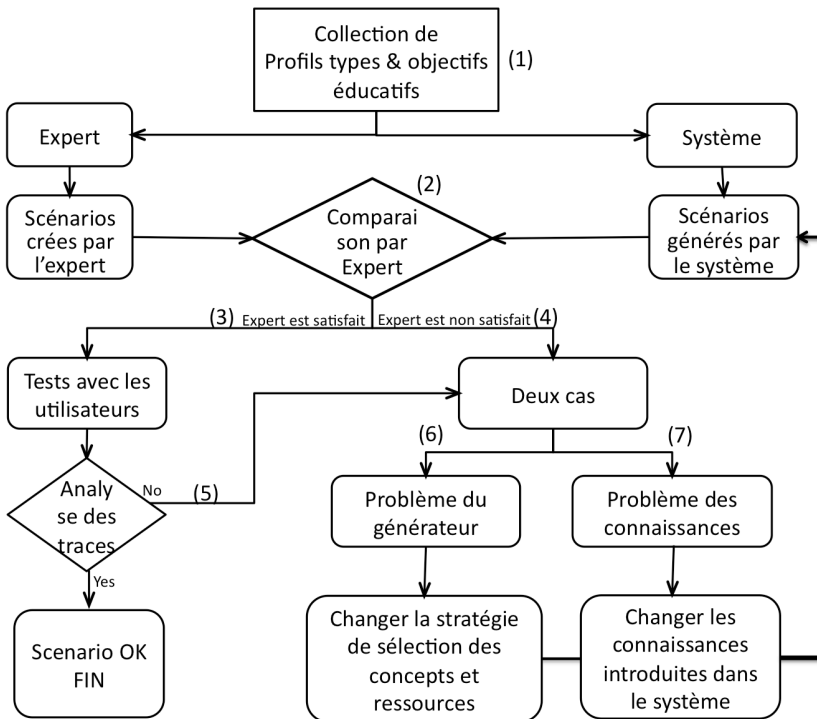 Collection de
Profils types & objectifs
éducatifs
(1)
Expert
Système
(2)
Scénarios
crées par
l'expert
Comparai
son par
Expert
Scénarios
générés par
le système
(3) Expert est satisfait
Expert est non satisfait (4)
Tests avec les
utilisateurs
Deux cas
(6)
(7)
Analy
se des
traces
No
(5)
Problème du
générateur
Problème des
connaissances
Yes
Scenario OK
FIN
Changer la stratégie
de sélection des
concepts et
ressources
Changer les
connaissances
introduites dans
le système